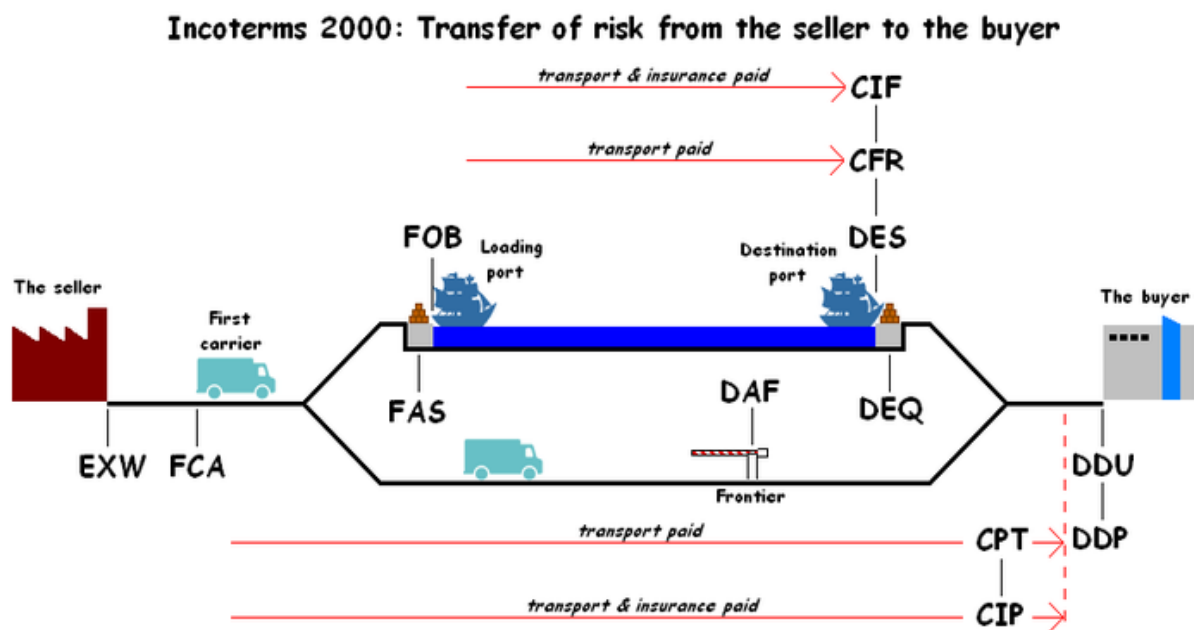 Incoterms 2000: Transfer of risk from the seller to the buyer
transport & insurance paid
CIF
transport paid
CFR
FOB
Loading
port
Destination
port
DES
The seller
First
carrier
The buyer
FAS
DAF
DEQ
EXW
FCA
Frontier
DDU
transport paid
CPT
DDP
transport & insurance paid
CIP